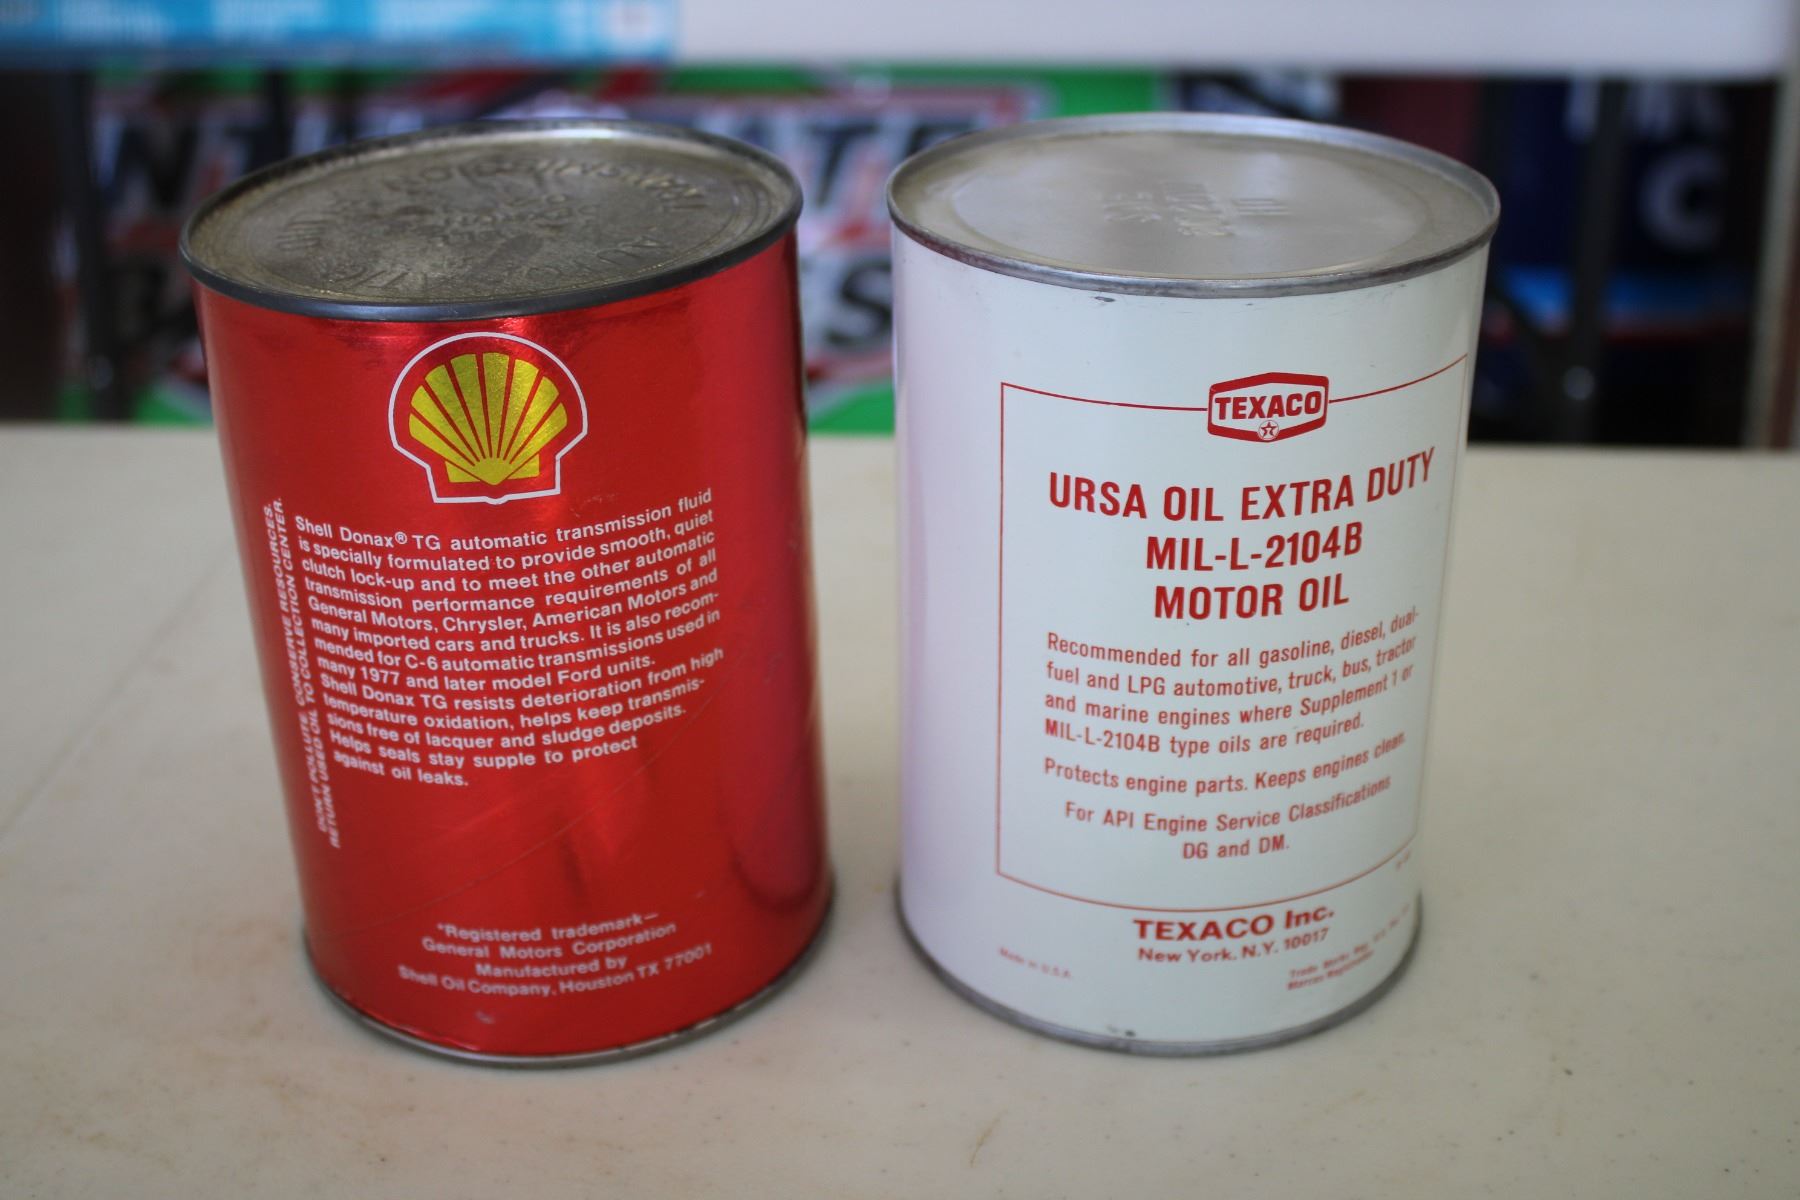 DON'T POLLUTE. CONSERVE RESOURCES.
RETURN USED OIL TO COLLECTION CENTER.
Shell Donax® TG automatic transmission fluid
is specially formulated to provide smooth, quiet
clutch lock-up and to meet the other automatic
transmission performance requirements of all
General Motors, Chrysler, American Motors and
many imported cars and trucks. It is also recom-
mended for C-6 automatic transmissions used in
many 1977 and later model Ford units.
Shell Donax TG resists deterioration from high
temperature oxidation, helps keep transmis-
sions free of lacquer and sludge deposits.
Helps seals stay supple to protect
against oil leaks.
*Registered trademark—
General Motors Corporation
Manufactured by
Shell Oil Company, Houston TX 77001
TEXACO
URSA OIL EXTRA DUTY
MIL-L-2104B
MOTOR OIL
Recommended for all gasoline, diesel, dual-
fuel and LPG automotive, truck, bus, tractor
and marine engines where Supplement 1 or
MIL-L-2104B type oils are required.
Protects engine parts. Keeps engines clean.
For API Engine Service Classifications
DG and DM.
TEXACO Inc.
New York, N.Y. 10017
Made in U.S.A.